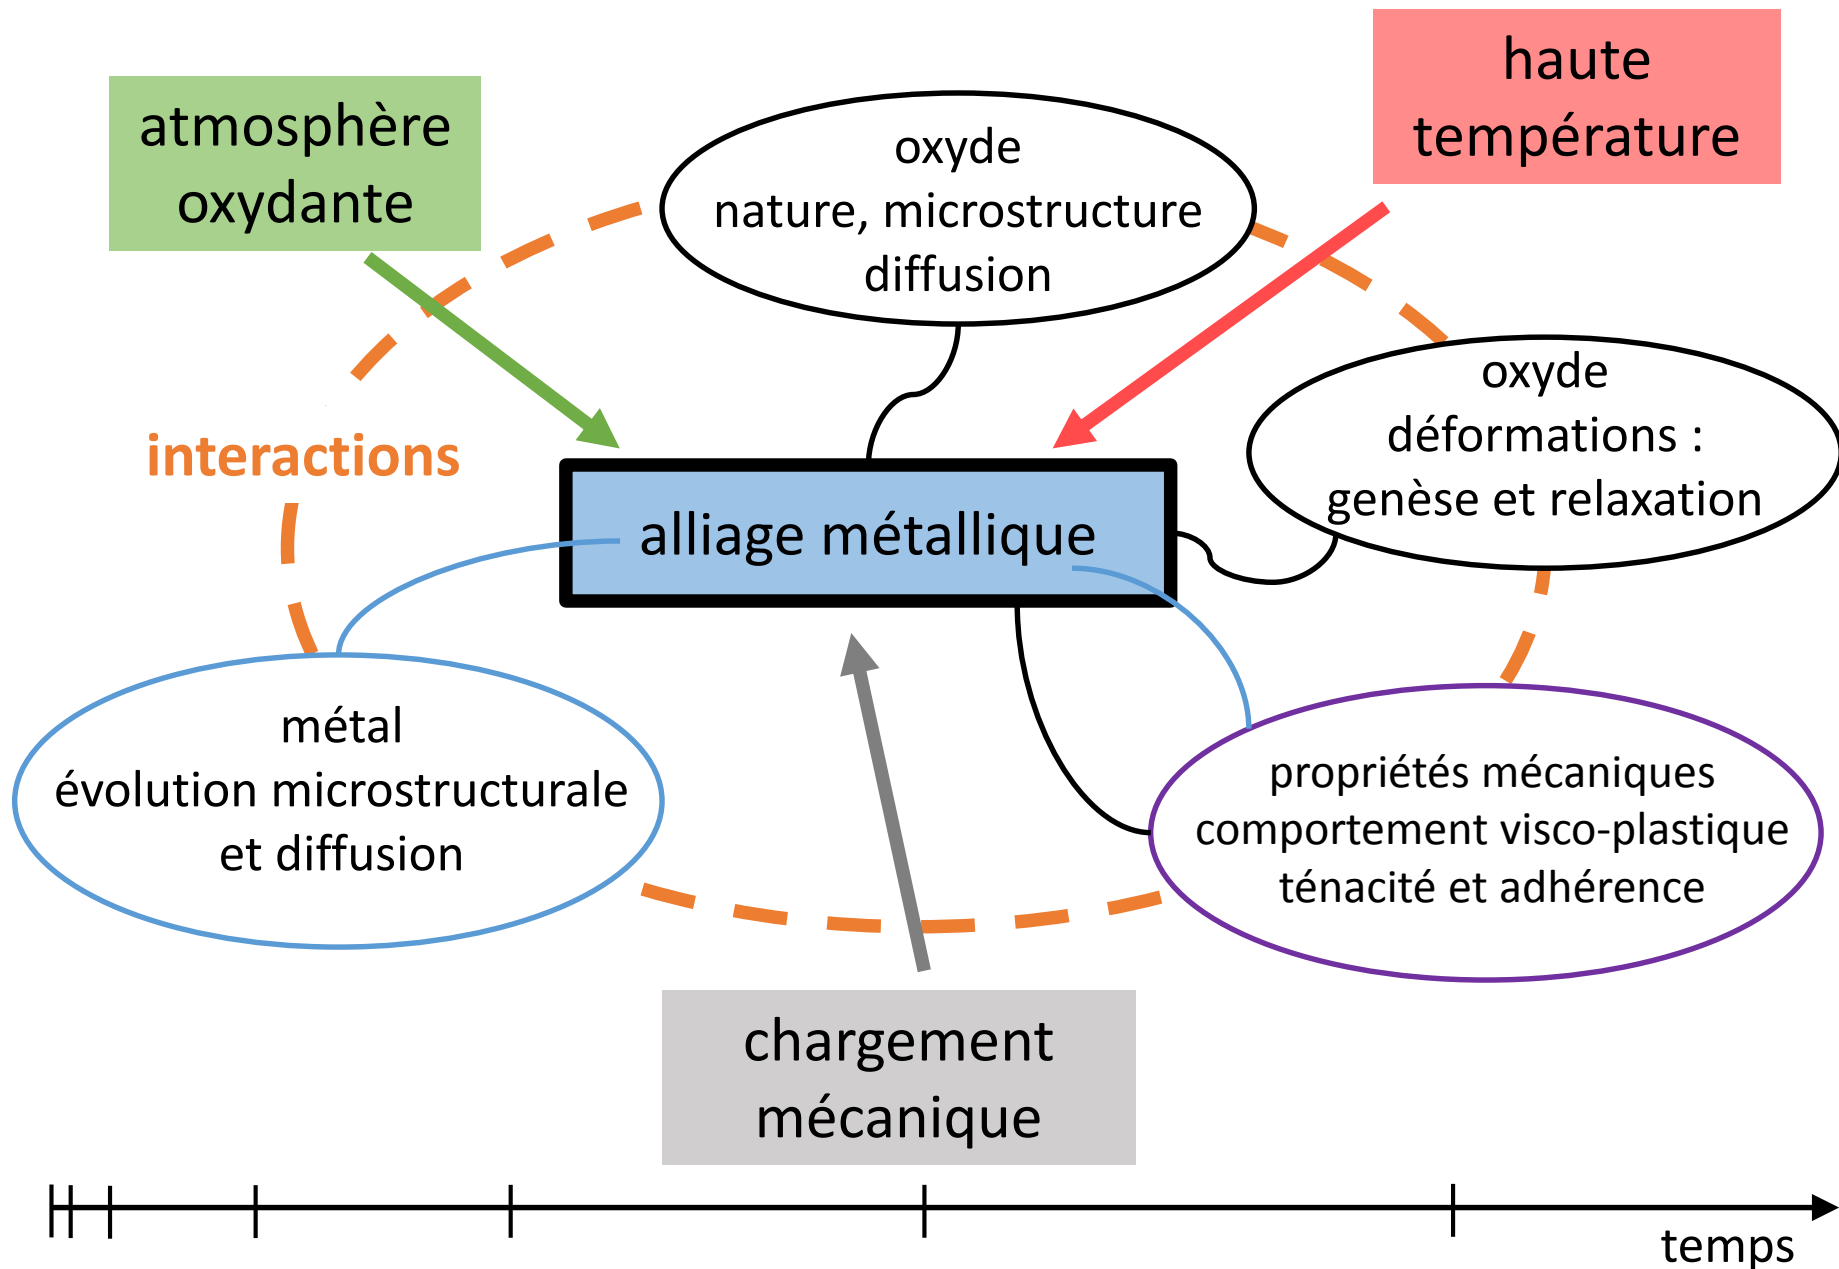 haute
température
atmosphère
oxydante
oxyde
nature, microstructure
diffusion
oxyde
déformations :
genèse et relaxation
interactions
alliage métallique
métal
évolution microstructurale
et diffusion
propriétés mécaniques
comportement visco-plastique
ténacité et adhérence
chargement
mécanique
temps